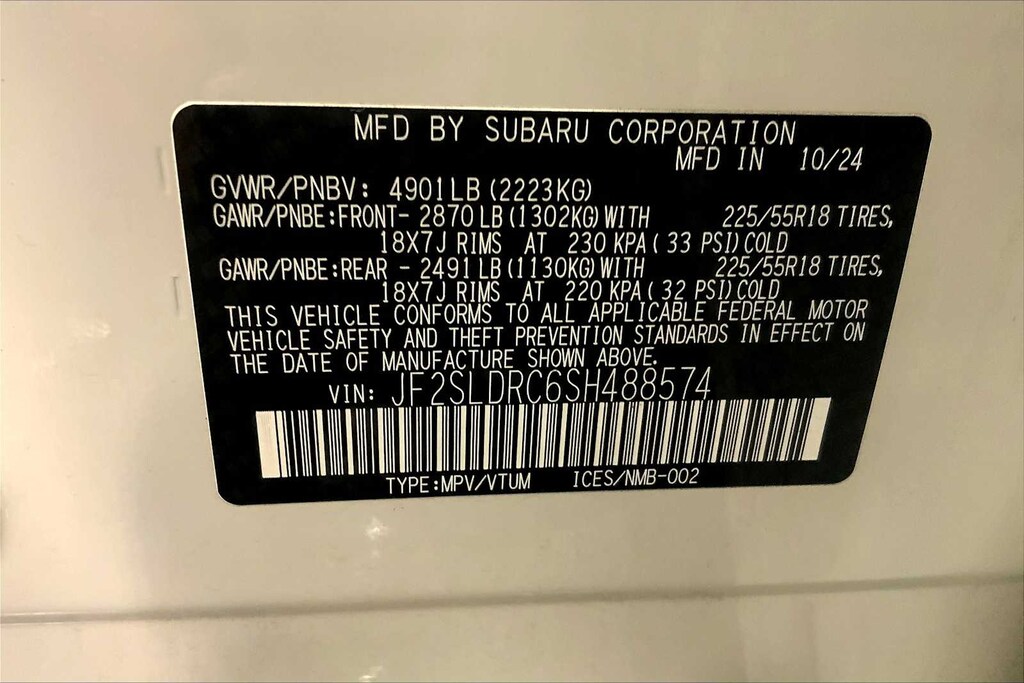 MFD BY SUBARU CORPORATION
MFD IN 10/24
GVWR/PNBV: 4901LB (2223KG)
GAWR/PNBE:FRONT- 2870 LB (1302KG) WITH 225/55R18 TIRES,
18X7J RIMS AT 230 KPA ( 33 PSI) COLD
GAWR/PNBE:REAR - 2491 LB (1130KG) WITH 225/55R18 TIRES,
18X7J RIMS AT 220 KPA ( 32 PSI) COLD
THIS VEHICLE CONFORMS TO ALL APPLICABLE FEDERAL MOTOR
VEHICLE SAFETY AND THEFT PREVENTION STANDARDS IN EFFECT ON
THE DATE OF MANUFACTURE SHOWN ABOVE.
VIN: JF2SLDRC6SH488574
TYPE:MPV/VTUM ICES/NMB-002